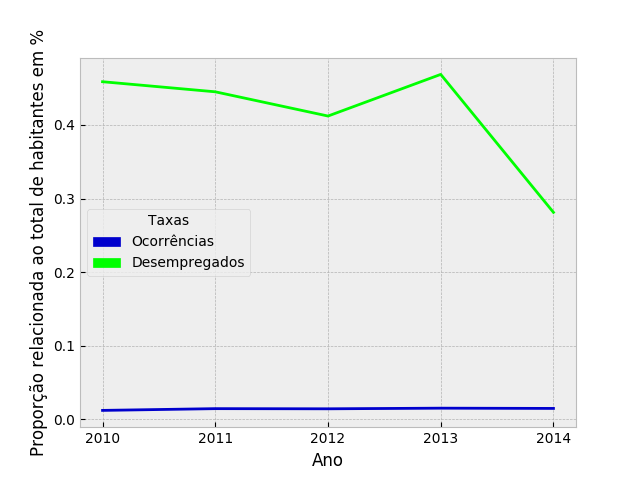 Proporção relacionada ao total de habitantes em %
0.4
0.3
0.2
0.1
0.0
Taxas
Ocorrências
Desempregados
2010 2011 2012 2013 2014
Ano